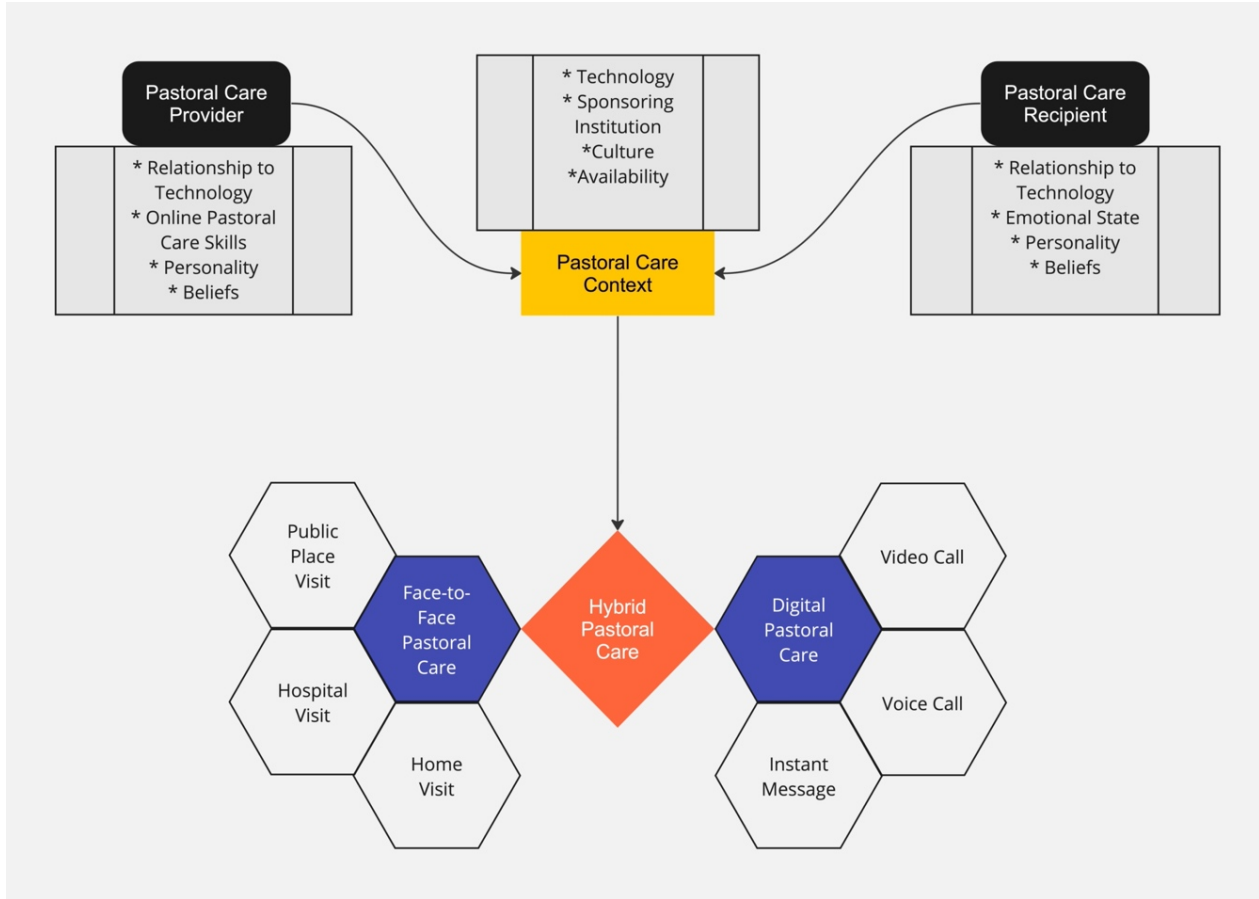 Pastoral Care
Provider
* Relationship to
Technology
* Online Pastoral
Care Skills
* Personality
* Beliefs
* Technology
* Sponsoring
Institution
*Culture
*Availability
Pastoral Care
Context
Pastoral Care
Recipient
* Relationship to
Technology
* Emotional State
* Personality
* Beliefs
Public
Place
Visit
Face-to-
Face
Pastoral
Care
Hospital
Visit
Home
Visit
Hybrid
Pastoral
Care
Digital
Pastoral
Care
Video Call
Voice Call
Instant
Message